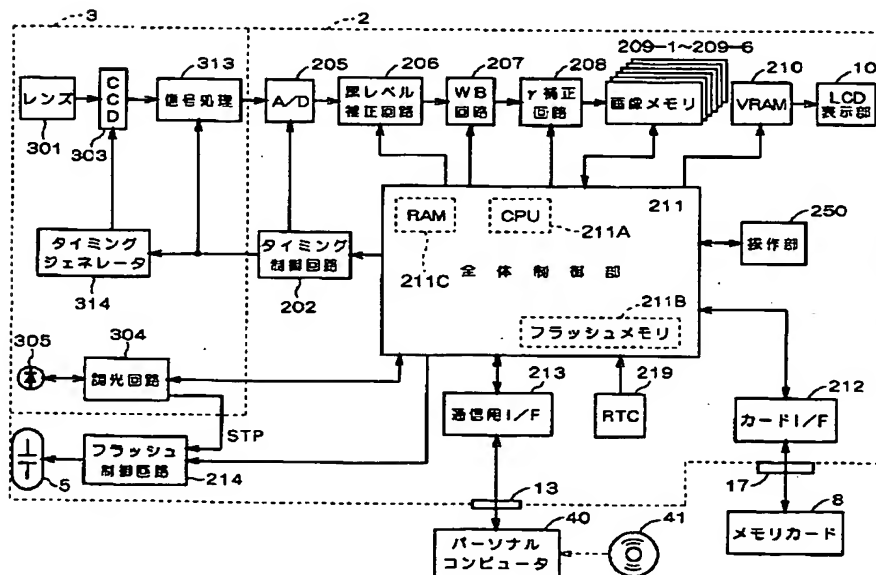 3
2
レンズ
301
CCD
303
信号処理
313
A/D
205
黒レベル
補正回路
206
WB
回路
207
γ補正
回路
208
209-1~209-6
画像メモリ
VRAM
210
LCD
表示部
10
タイミング
ジェネレータ
314
タイミング
制御回路
202
RAM
211C
CPU
211A
211
全体制御部
211B
フラッシュメモリ
操作部
250
305
304
調光回路
STP
5
フラッシュ
制御回路
214
213
通信用I/F
219
RTC
212
カードI/F
13
17
40
パーソナル
コンピュータ
41
8
メモリカード